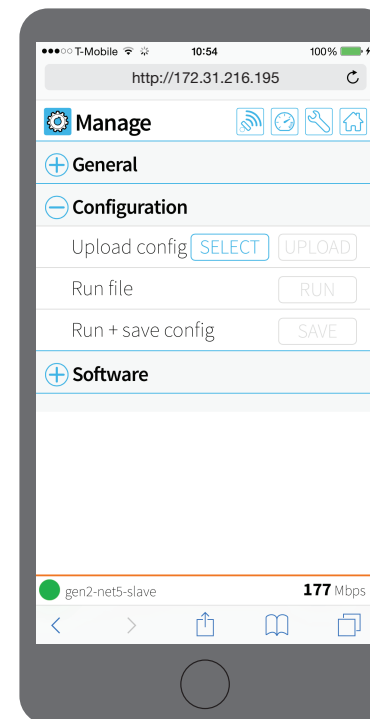 T-Mobile 10:54 100%
http://172.31.216.195
Manage
General
Configuration
Upload config SELECT UPLOAD
Run file RUN
Run + save config SAVE
Software
gen2-net5-slave 177 Mbps